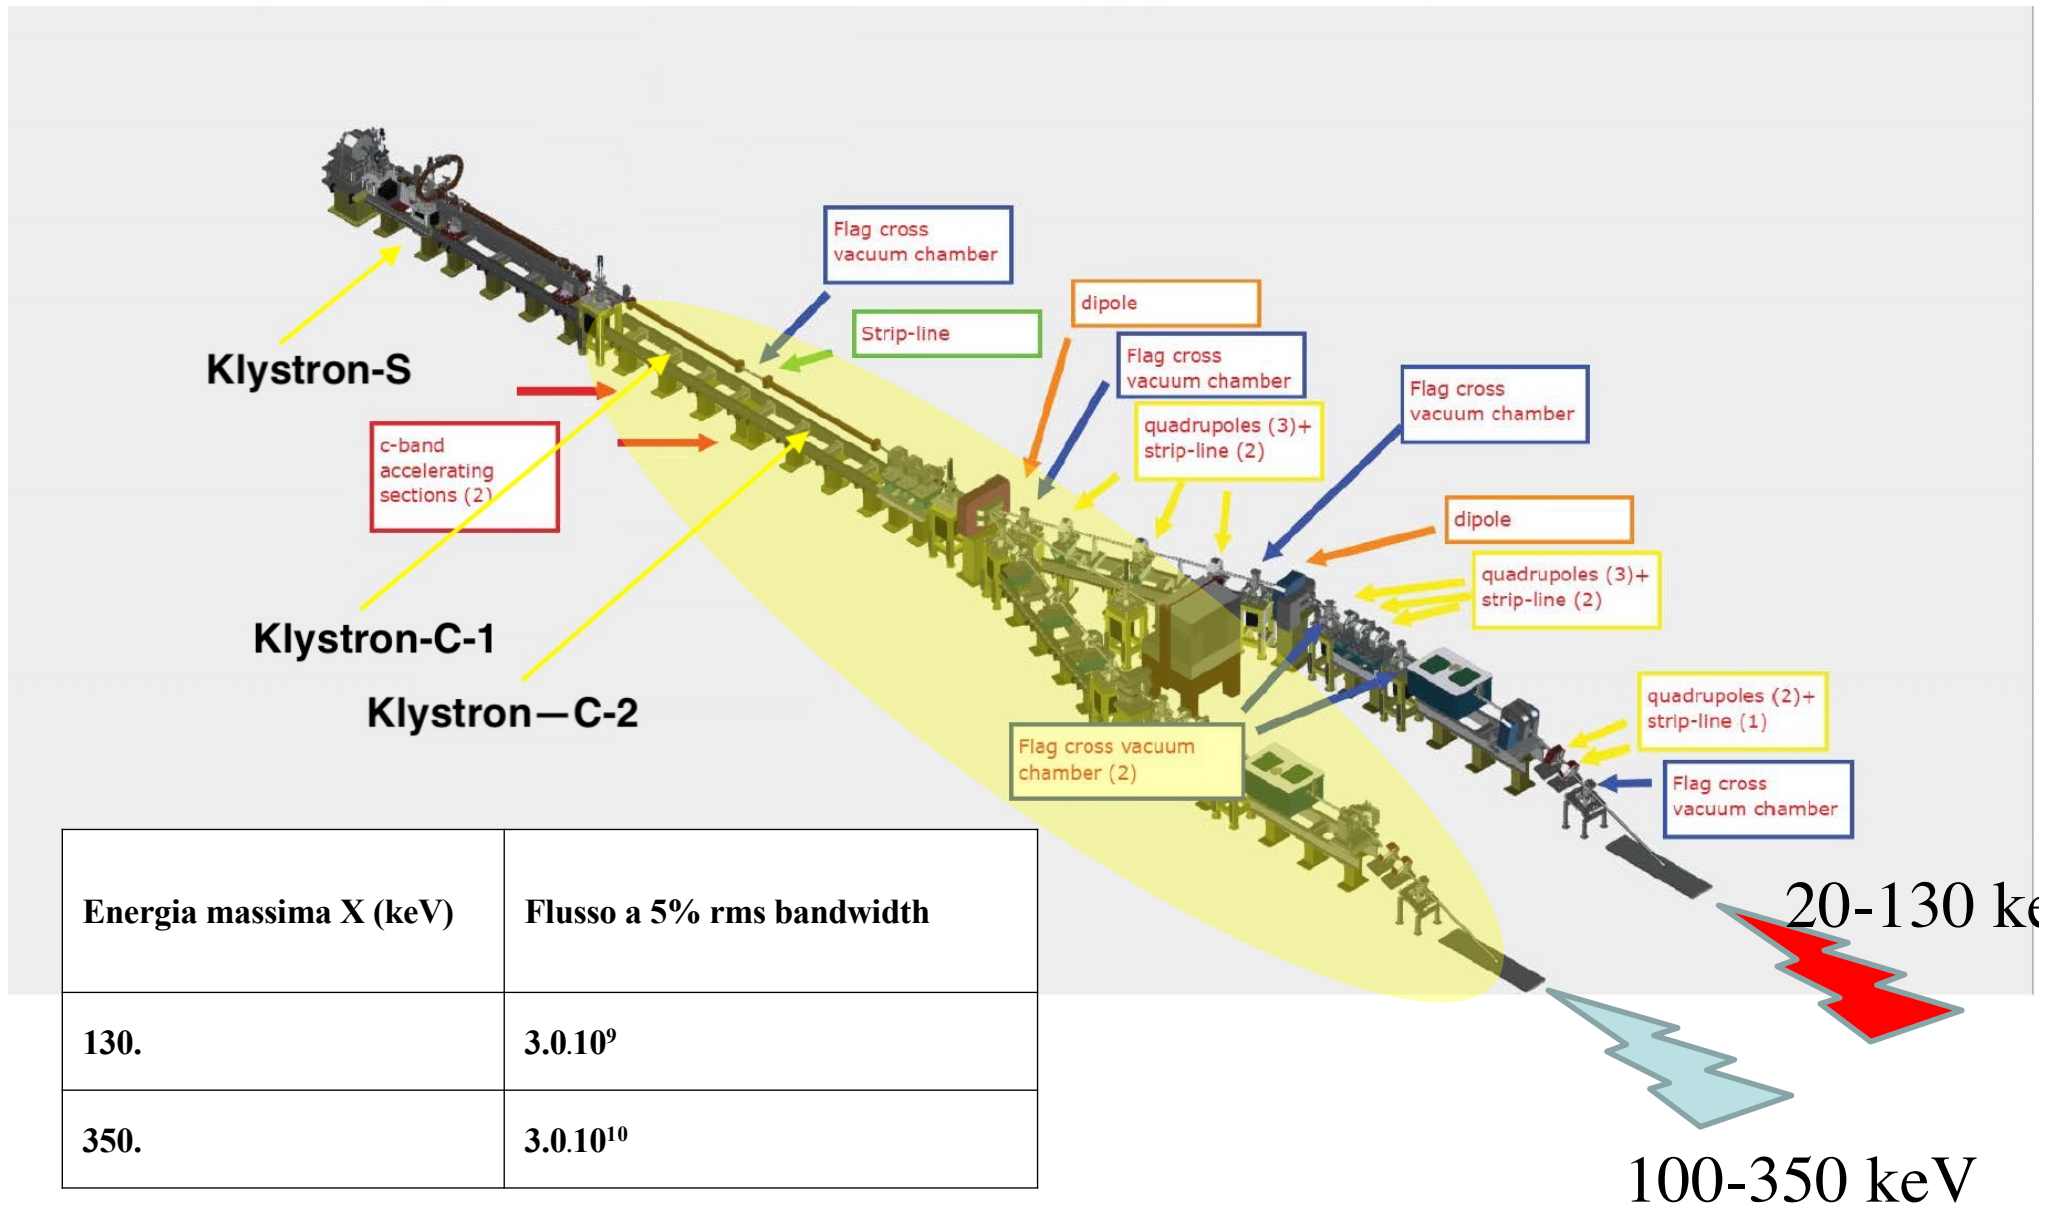 Flag cross
vacuum chamber
Strip-line
dipole
Flag cross
vacuum chamber
quadrupoles (3)+
strip-line (2)
Flag cross
vacuum chamber
dipole
quadrupoles (3)+
strip-line (2)
quadrupoles (2)+
strip-line (1)
Flag cross
vacuum chamber
Flag cross vacuum
chamber (2)
Klystron-S
c-band
accelerating
sections (2)
Klystron-C-1
Klystron—C-2
Energia massima X (keV) Flusso a 5% rms bandwidth
130. 3.0.10⁹
350. 3.0.10¹⁰
20-130 ke
100-350 keV